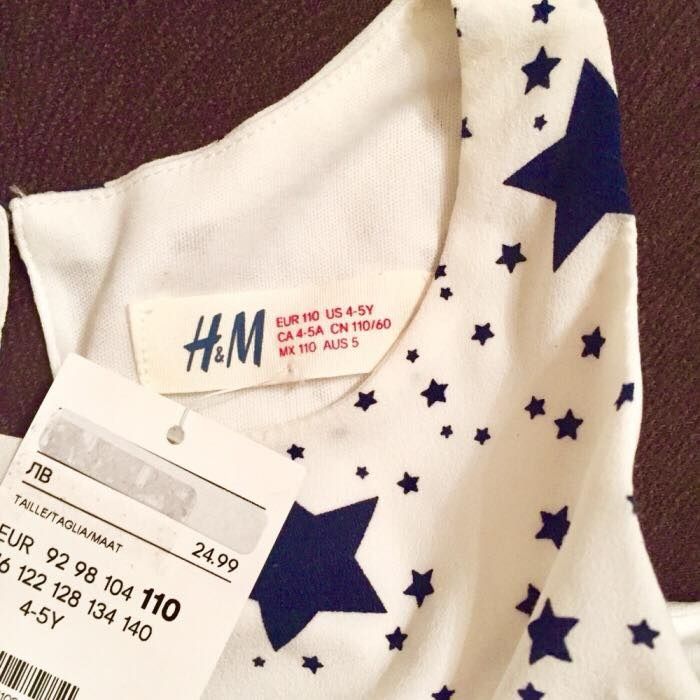 H&M
EUR 110 US 4-5Y
CA 4-5A CN 110/60
MX 110 AUS 5
ЛВ
24.99
TAILLE/TAGLIA/MAAT
EUR 92 98 104 110
122 128 134 140
4-5Y